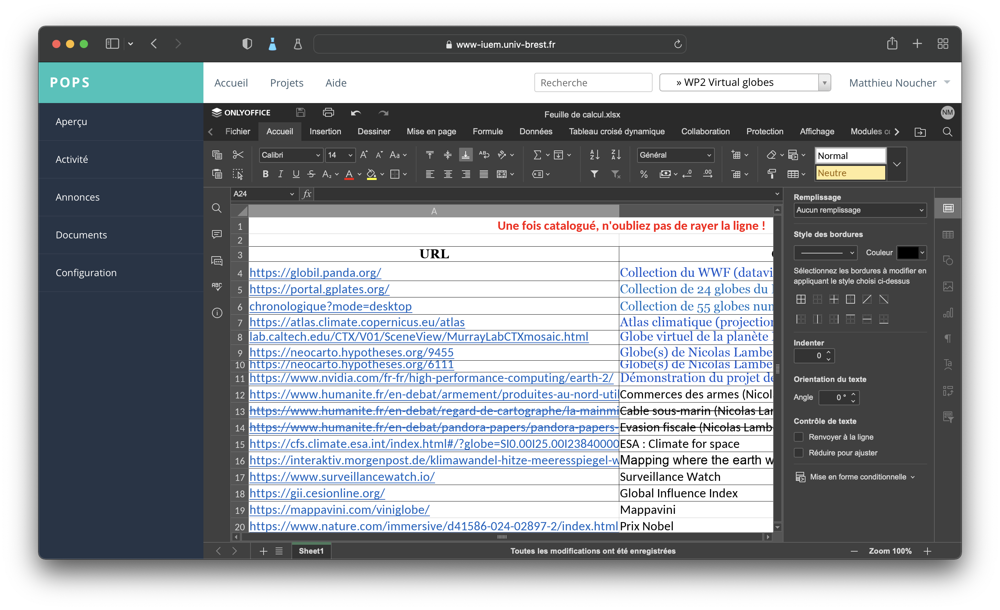 www-iuem.univ-brest.fr
POPS
Accueil Projets Aide
Recherche
» WP2 Virtual globes
Matthieu Noucher
Aperçu
Activité
Annonces
Documents
Configuration
ONLYOFFICE
Feuille de calcul.xlsx
NM
Fichier Accueil Insertion Dessiner Mise en page Formule Données Tableau croisé dynamique Collaboration Protection Affichage Modules
Calibri 14
Général
Normal
Neutre
A24
fx
A
1 Une fois catalogué, n'oubliez pas de rayer la ligne !
2
3 URL
4 https://globil.panda.org/ Collection du WWF (datavi
5 https://portal.gplates.org/ Collection de 24 globes du
6 chronologique?mode=desktop Collection de 55 globes num
7 https://atlas.climate.copernicus.eu/atlas Atlas climatique (projection
8 lab.caltech.edu/CTX/V01/SceneView/MurrayLabCTXmosaic.html Globe virtuel de la planète
9 https://neocarto.hypotheses.org/9455 Globe(s) de Nicolas Lambe
10 https://neocarto.hypotheses.org/6111 Globe(s) de Nicolas Lambe
11 https://www.nvidia.com/fr-fr/high-performance-computing/earth-2/ Démonstration du projet de
12 https://www.humanite.fr/en-debat/armement/produites-au-nord-util Commerces des armes (Nicol
13 https://www.humanite.fr/en-debat/regard-de-cartographe/la-mainmi Cable sous-marin (Nicolas Lar
14 https://www.humanite.fr/en-debat/pandora-papers/pandora-papers- Evasion fiscale (Nicolas Lamb
15 https://cfs.climate.esa.int/index.html#/?globe=SI0.00I25.00I23840000 ESA : Climate for space
16 https://interaktiv.morgenpost.de/klimawandel-hitze-meeresspiegel-w Mapping where the earth w
17 https://www.surveillancewatch.io/ Surveillance Watch
18 https://gii.cesionline.org/ Global Influence Index
19 https://mappavini.com/viniglobe/ Mappavini
20 https://www.nature.com/immersive/d41586-024-02897-2/index.html Prix Nobel
Remplissage
Aucun remplissage
Style des bordures
Couleur
Sélectionnez les bordures à modifier en
appliquant le style choisi ci-dessus
Indenter
0
Orientation du texte
Angle 0 °
Contrôle de texte
Renvoyer à la ligne
Réduire pour ajuster
Mise en forme conditionnelle
Sheet1
Toutes les modifications ont été enregistrées
Zoom 100%